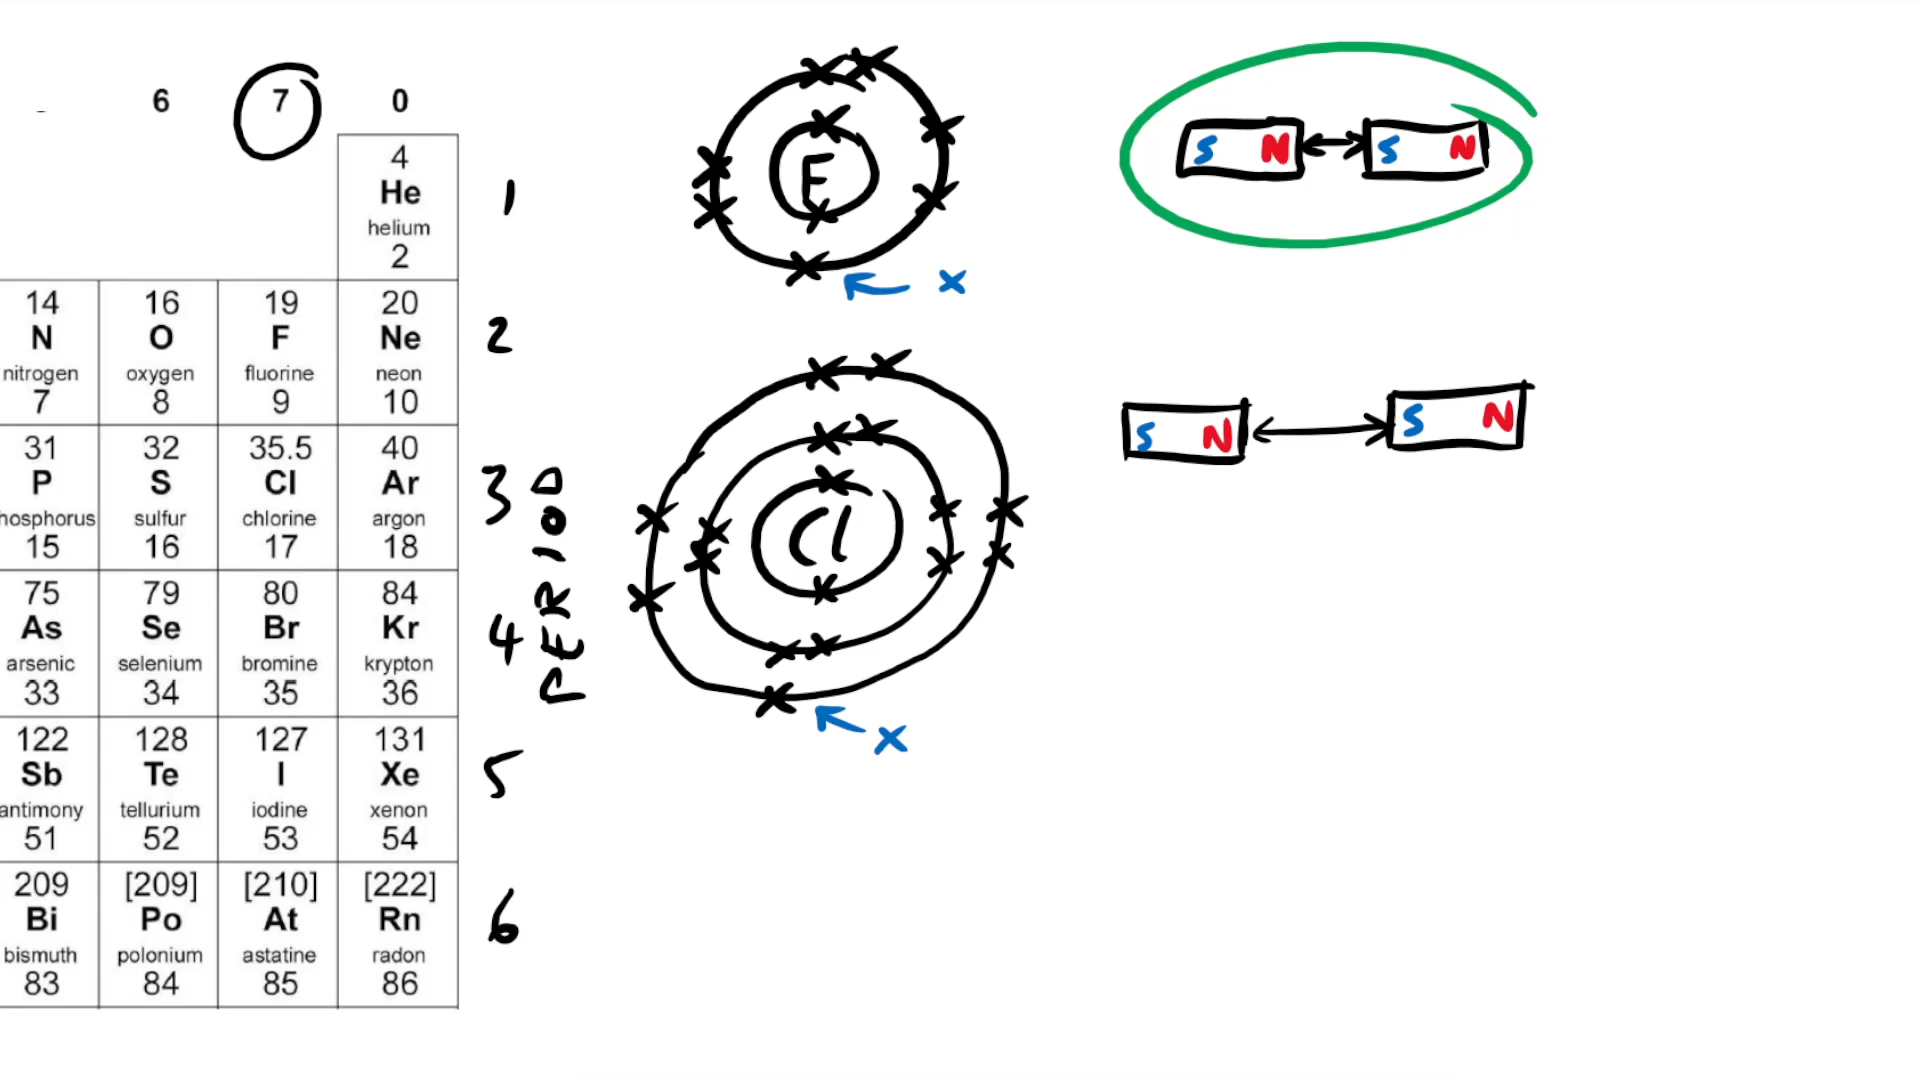 6 7 0
4
He
helium
2
1
14 16 19 20
N O F Ne
nitrogen oxygen fluorine neon
7 8 9 10
2
31 32 35.5 40
P S Cl Ar
hosphorus sulfur chlorine argon
15 16 17 18
3
75 79 80 84
As Se Br Kr
arsenic selenium bromine krypton
33 34 35 36
4
122 128 127 131
Sb Te I Xe
antimony tellurium iodine xenon
51 52 53 54
5
209 [209] [210] [222]
Bi Po At Rn
bismuth polonium astatine radon
83 84 85 86
6
PERIOD
F
x
Cl
x
S N S N
S N S N